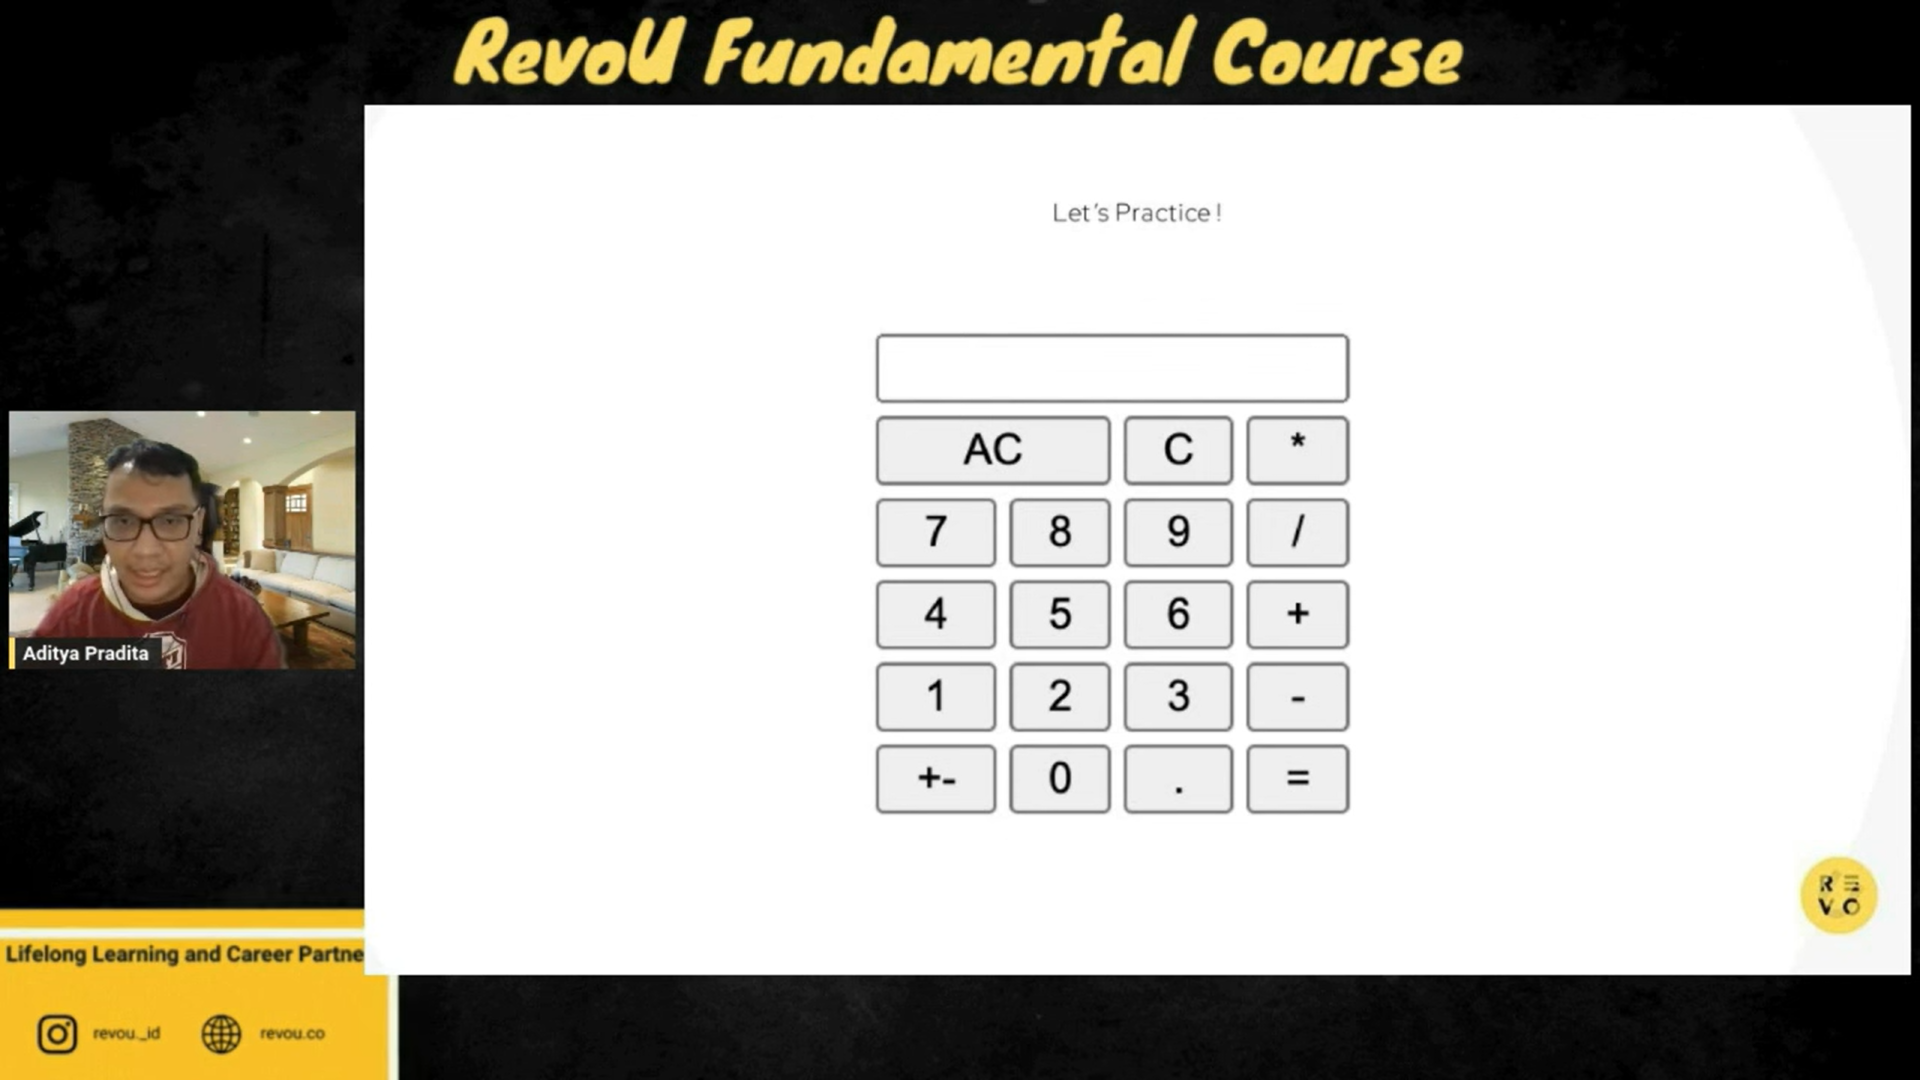 RevoU Fundamental Course
Let's Practice !
AC C *
7 8 9 /
4 5 6 +
1 2 3 -
+- 0 . =
Aditya Pradita
Lifelong Learning and Career Partne
revou_id
revou.co
R E
V O